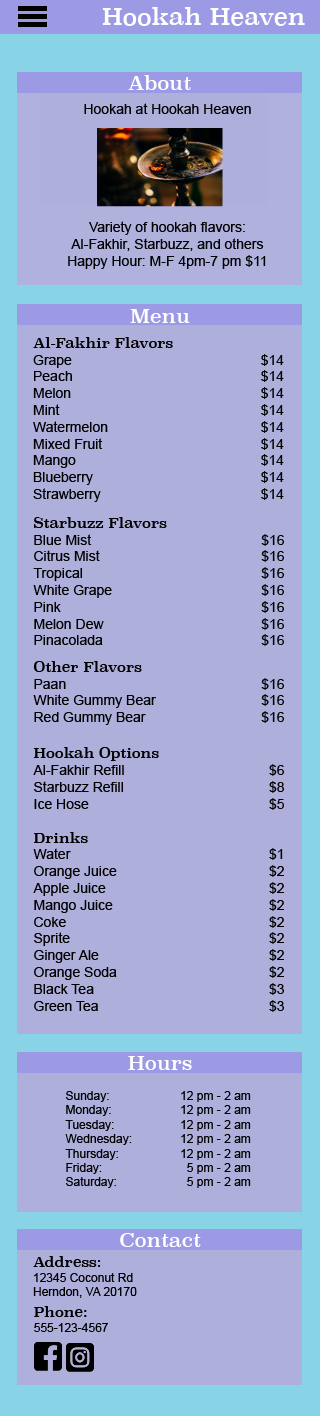 Hookah Heaven
About
Hookah at Hookah Heaven
Variety of hookah flavors:
Al-Fakhir, Starbuzz, and others
Happy Hour: M-F 4pm-7 pm $11
Menu
Al-Fakhir Flavors
Grape $14
Peach $14
Melon $14
Mint $14
Watermelon $14
Mixed Fruit $14
Mango $14
Blueberry $14
Strawberry $14
Starbuzz Flavors
Blue Mist $16
Citrus Mist $16
Tropical $16
White Grape $16
Pink $16
Melon Dew $16
Pinacolada $16
Other Flavors
Paan $16
White Gummy Bear $16
Red Gummy Bear $16
Hookah Options
Al-Fakhir Refill $6
Starbuzz Refill $8
Ice Hose $5
Drinks
Water $1
Orange Juice $2
Apple Juice $2
Mango Juice $2
Coke $2
Sprite $2
Ginger Ale $2
Orange Soda $2
Black Tea $3
Green Tea $3
Hours
Sunday: 12 pm - 2 am
Monday: 12 pm - 2 am
Tuesday: 12 pm - 2 am
Wednesday: 12 pm - 2 am
Thursday: 12 pm - 2 am
Friday: 5 pm - 2 am
Saturday: 5 pm - 2 am
Contact
Address:
12345 Coconut Rd
Herndon, VA 20170
Phone:
555-123-4567